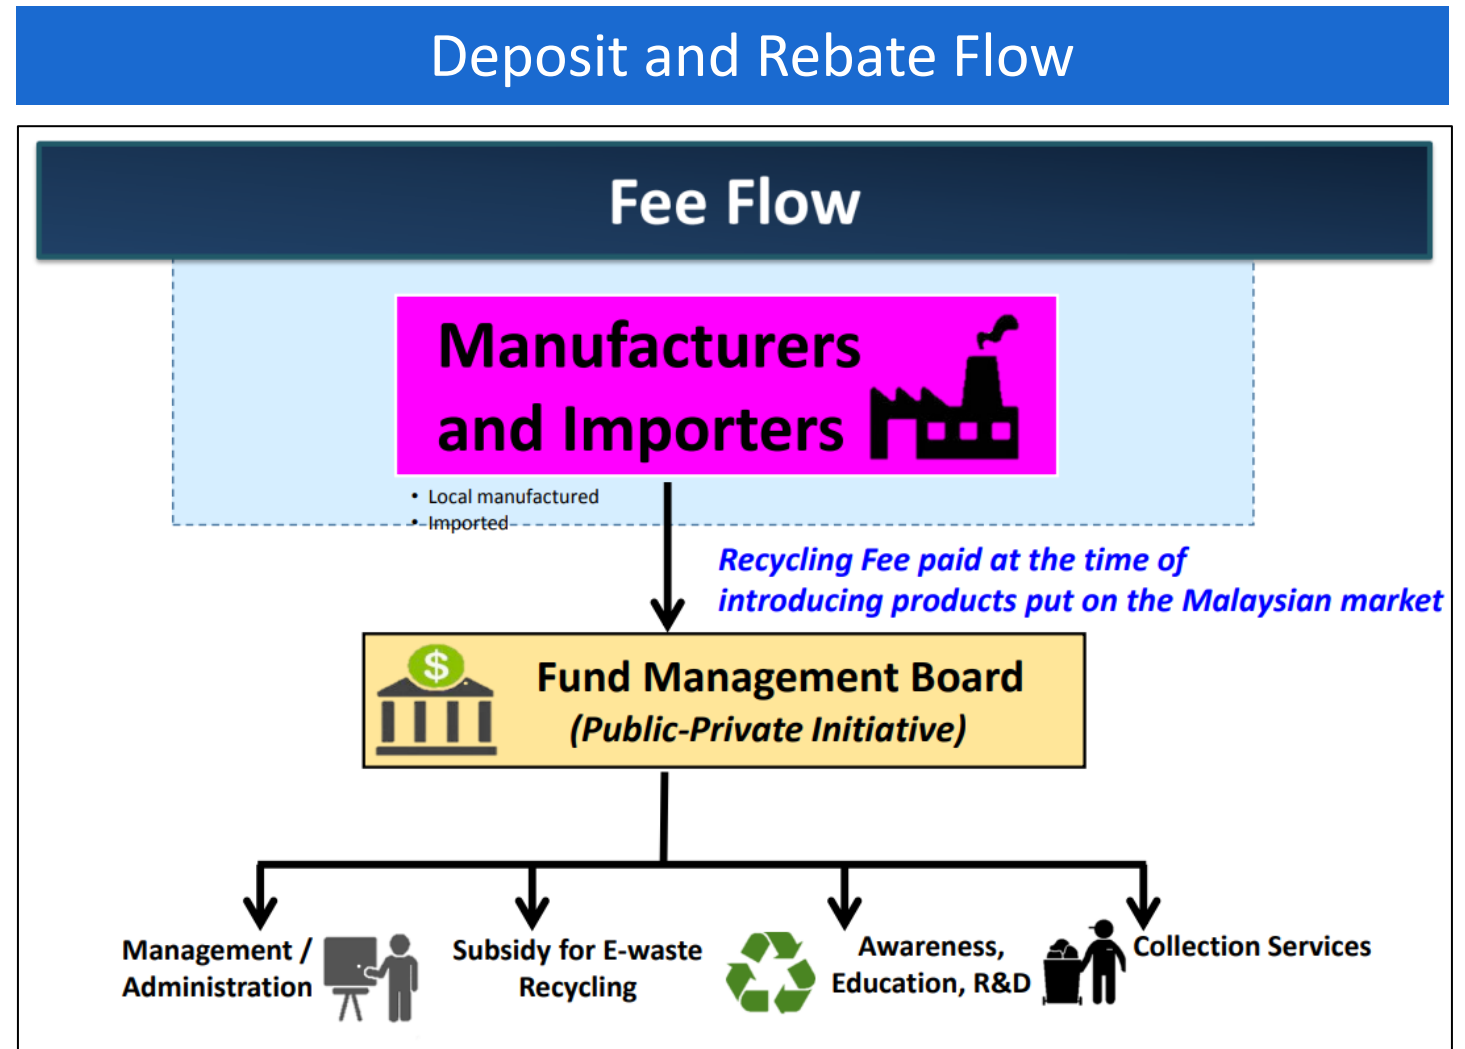 Deposit and Rebate Flow
Fee Flow
Manufacturers
and Importers
• Local manufactured
• Imported
Recycling Fee paid at the time of
introducing products put on the Malaysian market
$
Fund Management Board
(Public-Private Initiative)
Management /
Administration
Subsidy for E-waste
Recycling
Awareness,
Education, R&D
Collection Services